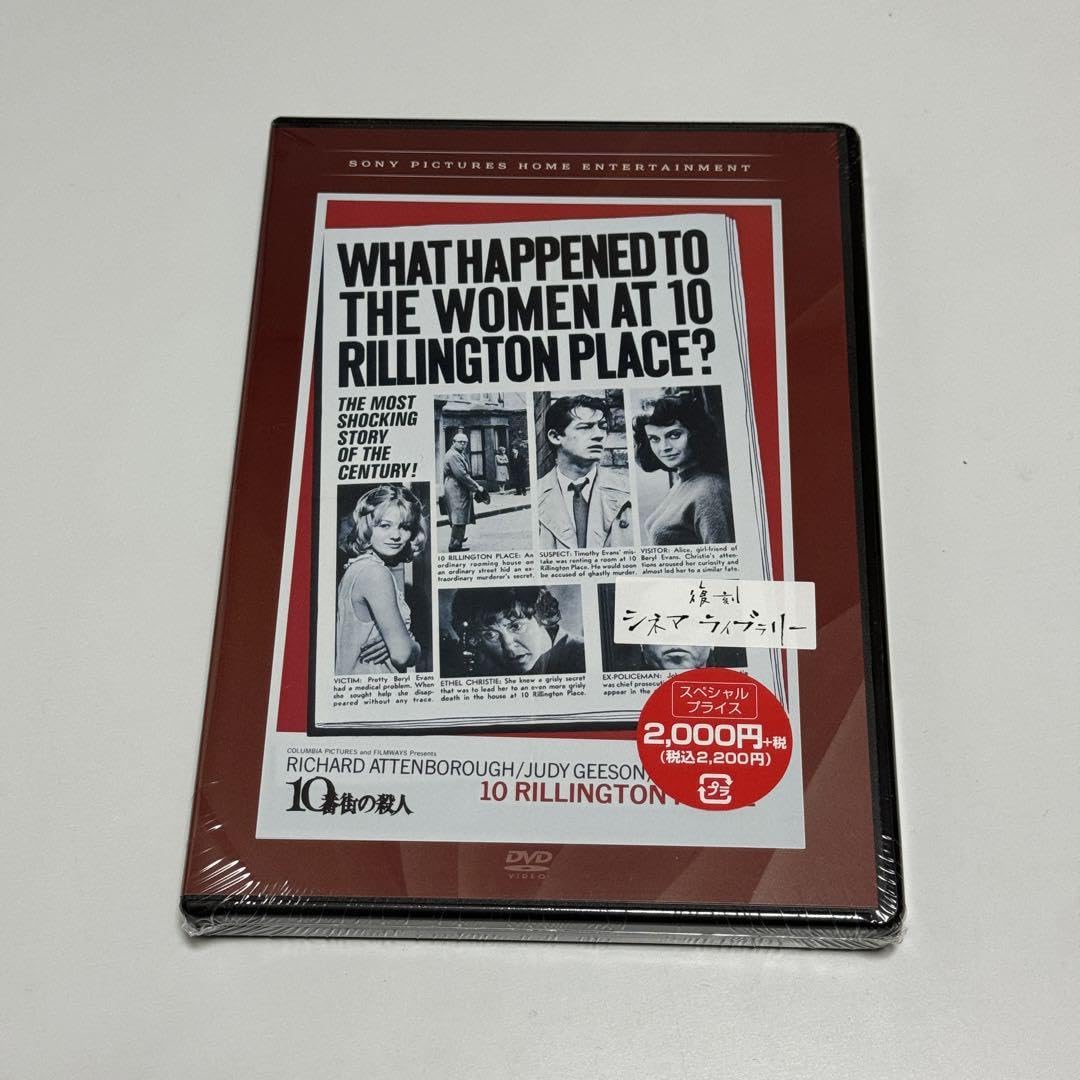 SONY PICTURES HOME ENTERTAINMENT
WHAT HAPPENED TO
THE WOMEN AT 10
RILLINGTON PLACE?
THE MOST
SHOCKING
STORY
OF THE
CENTURY!
10 RILLINGTON PLACE: An
ordinary rooming house on
an ordinary street hid an ex-
traordinary murderer's secret.
SUSPECT: Timothy Evans' mis-
take was renting a room at 10
Rillington Place. He would soon
be accused of ghastly murder.
VISITOR: Alice, girl-friend of
Beryl Evans. Christie's atten-
tions aroused her curiosity and
almost led her to a similar fate.
VICTIM: Pretty Beryl Evans
had a medical problem. When
she sought help she disap-
peared without any trace.
ETHEL CHRISTIE: She knew a grisly secret
that was to lead her to an even more grisly
death in the house at 10 Rillington Place.
EX-POLICEMAN:
was chief prosecu
appear in the
復刻
シネマ ライブラリー
スペシャル
プライス
2,000円+税
(税込2,200円)
プラ
COLUMBIA PICTURES and FILMWAYS Presents
RICHARD ATTENBOROUGH/JUDY GEESON/
10 RILLINGTON
10番街の殺人
DVD
VIDEO